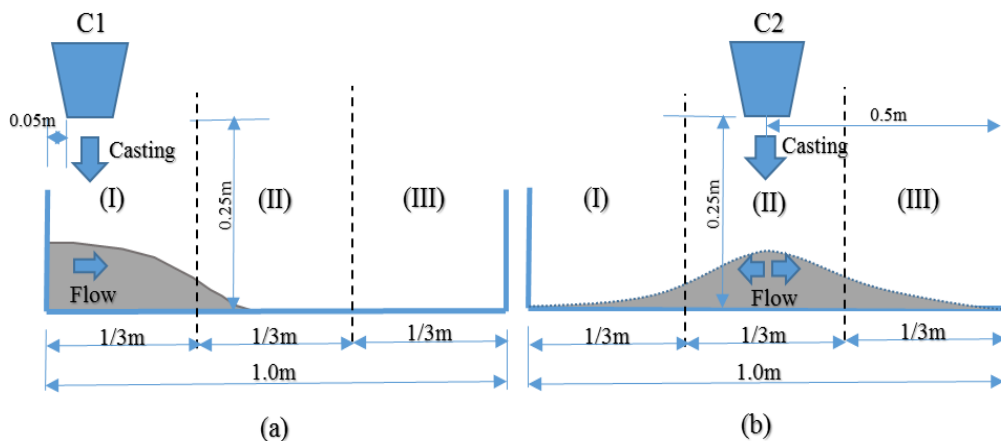 C1
0.05m
Casting
(I)
(II)
(III)
0.25m
Flow
1/3m
1/3m
1/3m
1.0m
(a)
C2
0.5m
Casting
(I)
(II)
(III)
0.25m
Flow
1/3m
1/3m
1/3m
1.0m
(b)